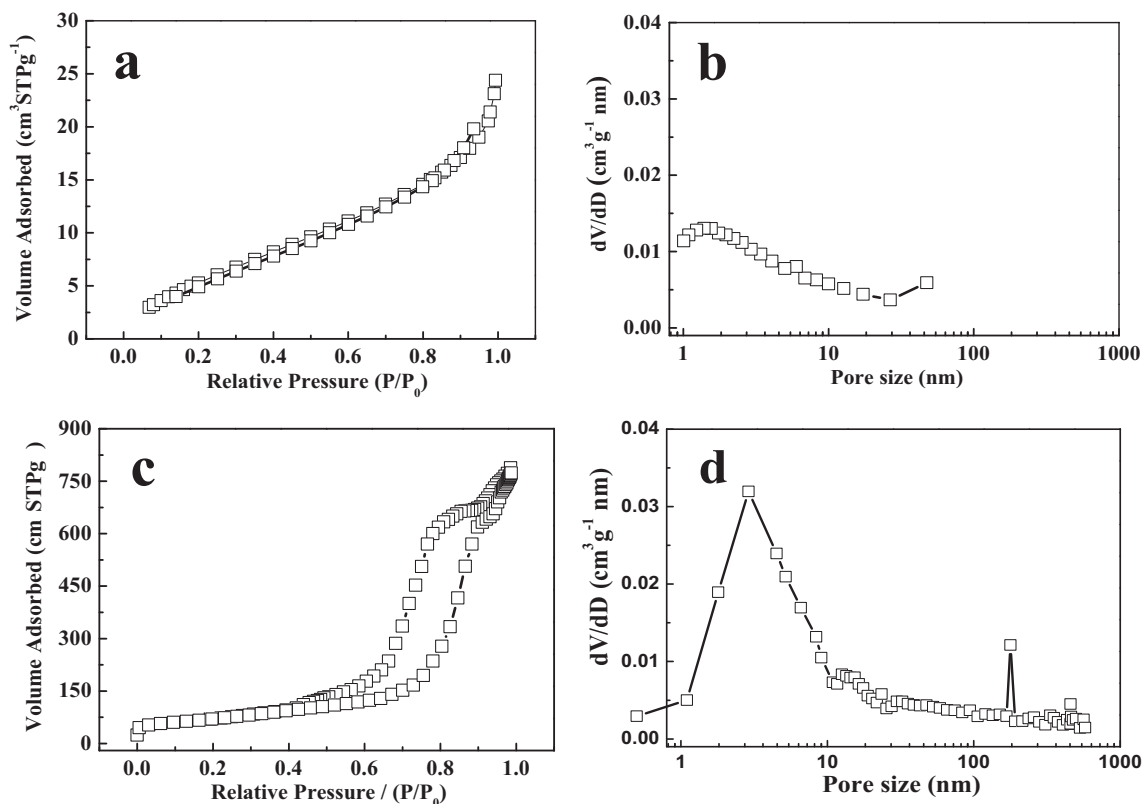 a
30
25
20
15
10
5
0
Volume Adsorbed (cm³STPg⁻¹)
0.0 0.2 0.4 0.6 0.8 1.0
Relative Pressure (P/P₀)
b
0.04
0.03
0.02
0.01
0.00
dV/dD (cm³g⁻¹ nm)
1 10 100 1000
Pore size (nm)
c
900
750
600
450
300
150
0
Volume Adsorbed (cm STPg )
0.0 0.2 0.4 0.6 0.8 1.0
Relative Pressure / (P/P₀)
d
0.04
0.03
0.02
0.01
0.00
dV/dD (cm³g⁻¹ nm)
1 10 100 1000
Pore size (nm)